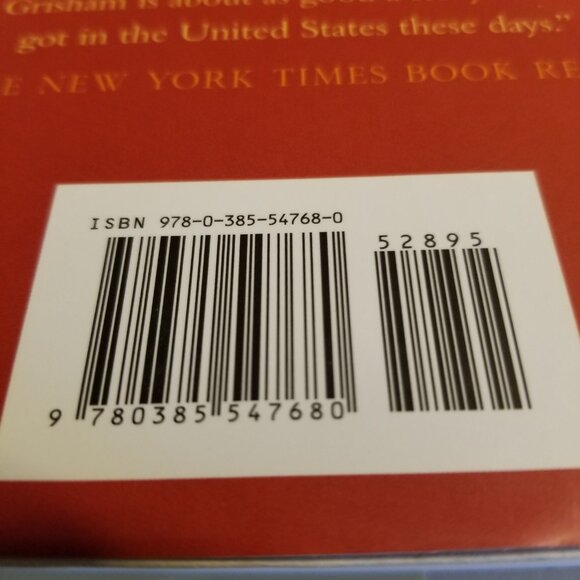 Grisham is about as good a
got in the United States these days."
E NEW YORK TIMES BOOK RE
ISBN 978-0-385-54768-0
52895
9 780385 547680